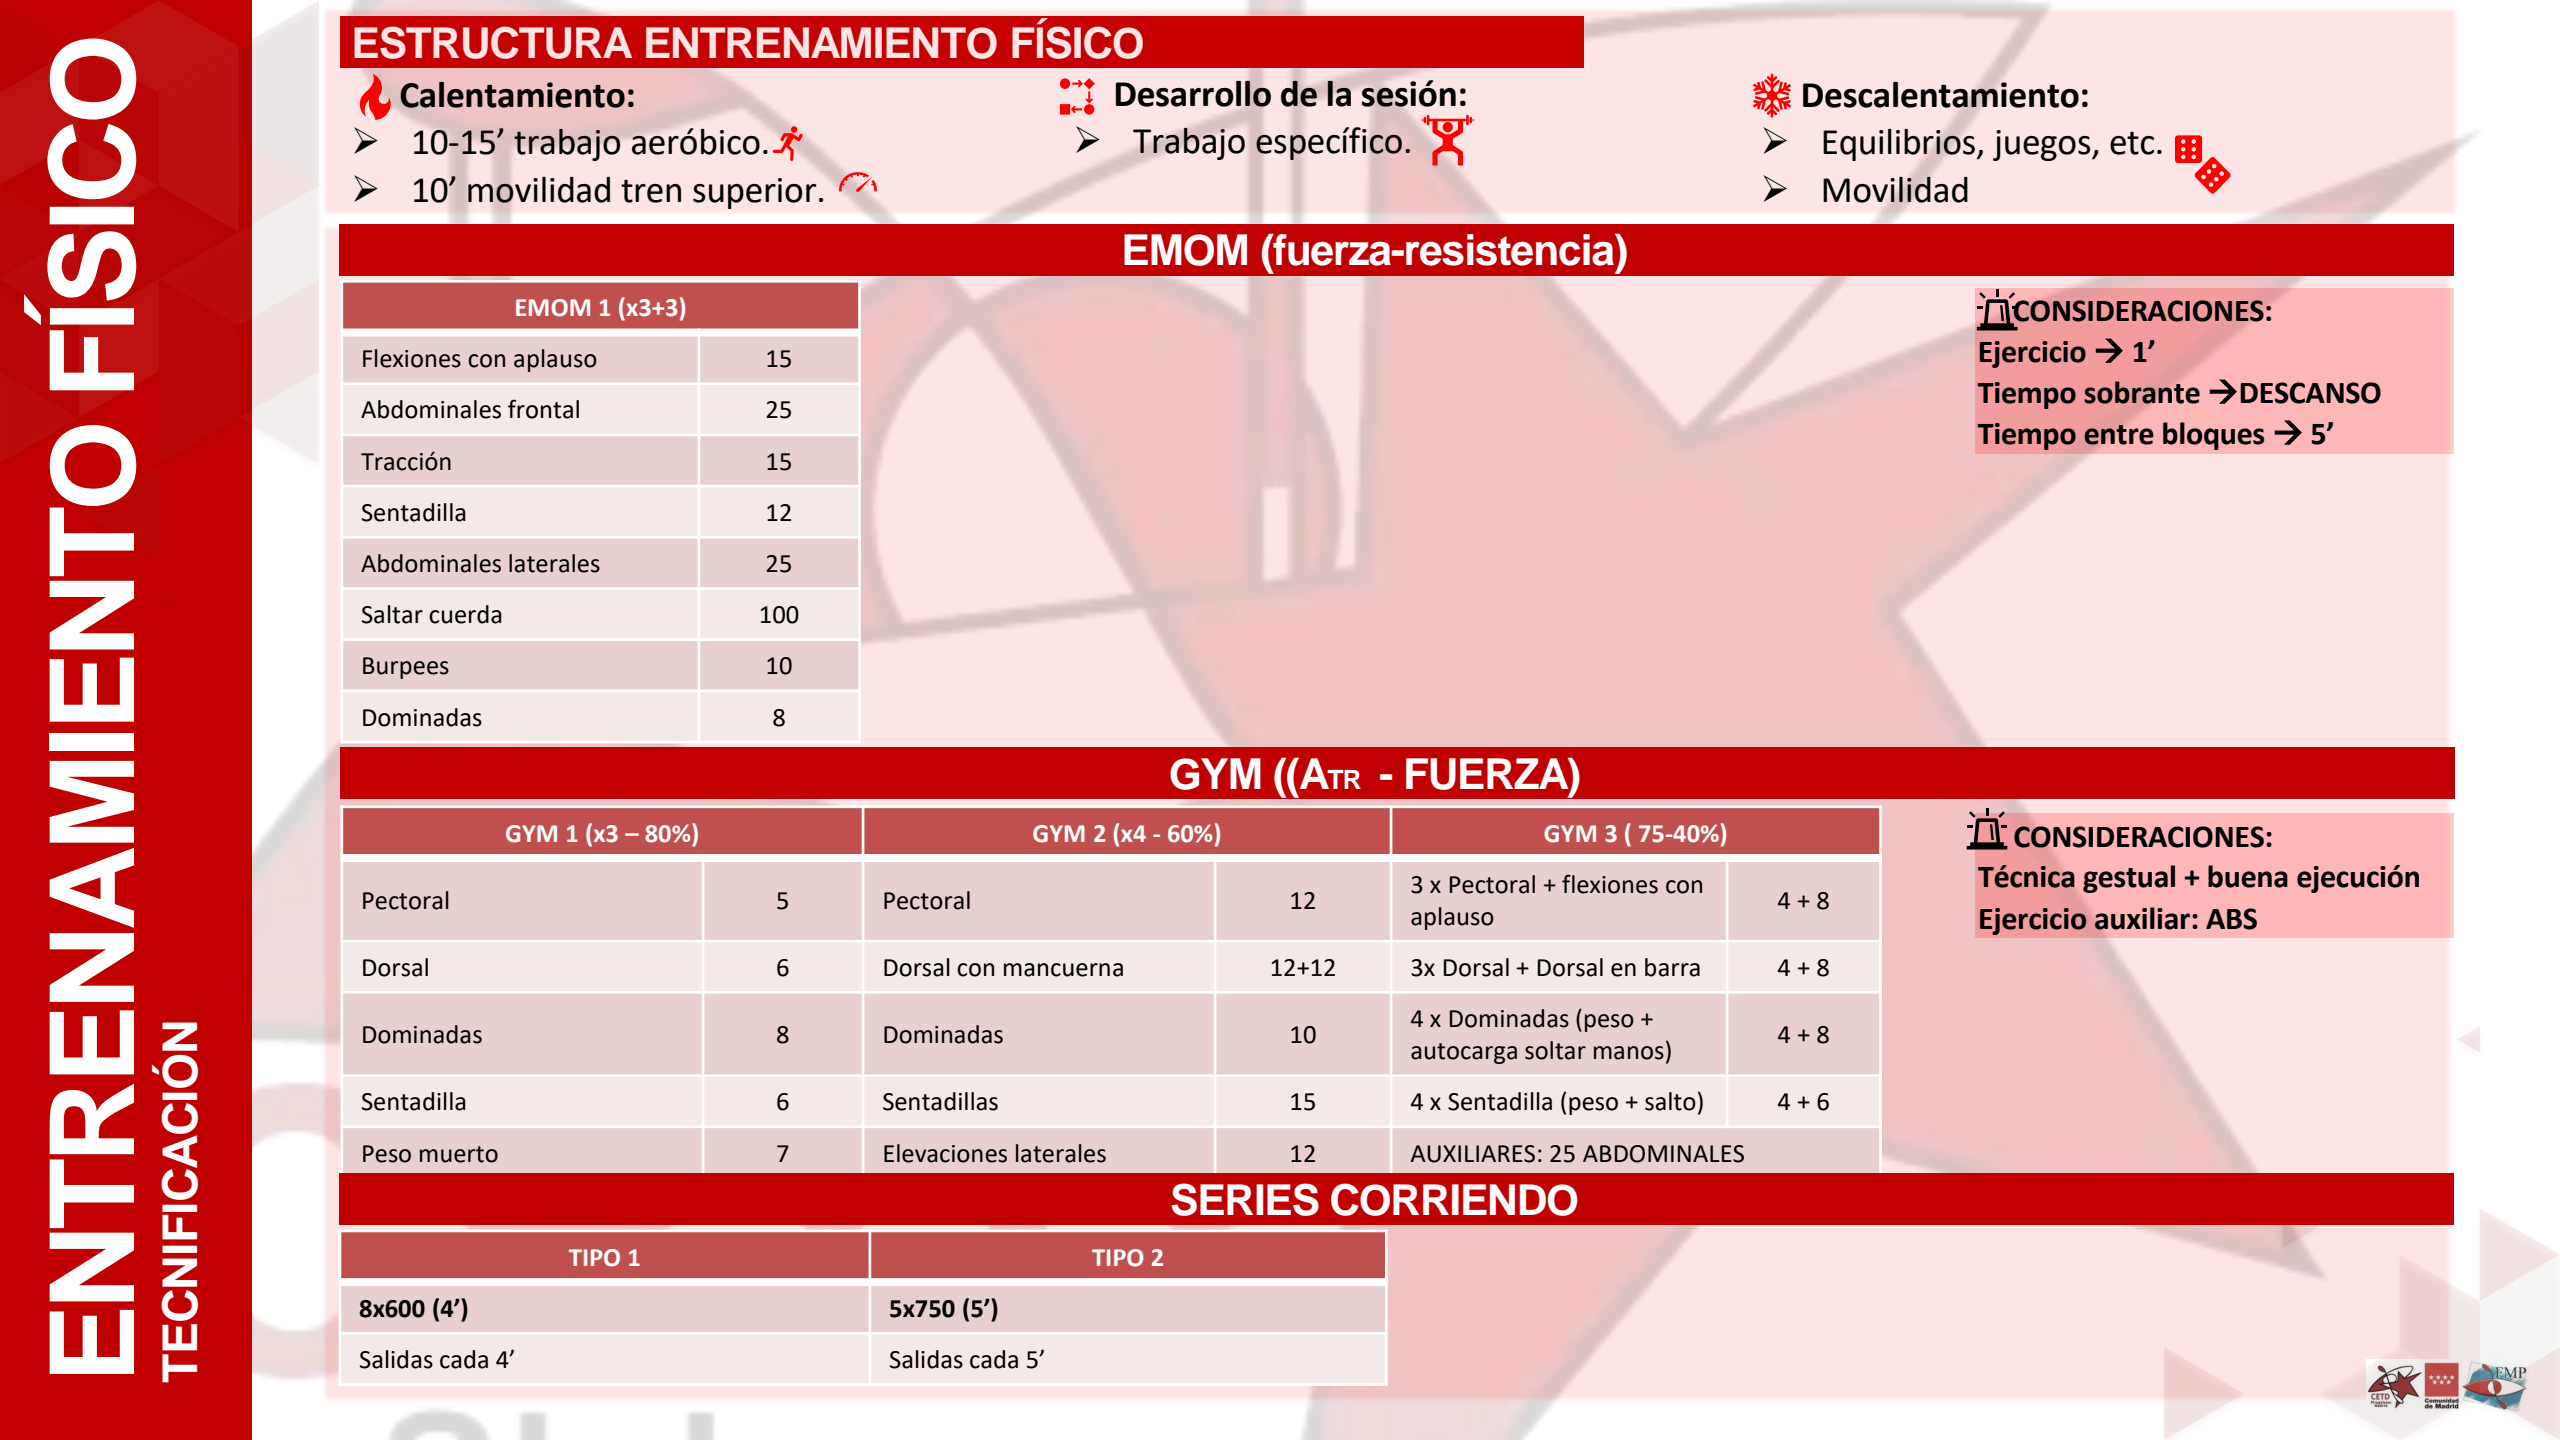 ENTRENAMIENTO FÍSICO
TECNIFICACIÓN
ESTRUCTURA ENTRENAMIENTO FÍSICO
Calentamiento:
10-15’ trabajo aeróbico.
10’ movilidad tren superior.
Desarrollo de la sesión:
Trabajo específico.
Descalentamiento:
Equilibrios, juegos, etc.
Movilidad
EMOM (fuerza-resistencia)
EMOM 1 (x3+3)
Flexiones con aplauso 15
Abdominales frontal 25
Tracción 15
Sentadilla 12
Abdominales laterales 25
Saltar cuerda 100
Burpees 10
Dominadas 8
CONSIDERACIONES:
Ejercicio → 1’
Tiempo sobrante →DESCANSO
Tiempo entre bloques → 5’
GYM ((ATR - FUERZA)
GYM 1 (x3 – 80%) GYM 2 (x4 - 60%) GYM 3 ( 75-40%)
Pectoral 5 Pectoral 12 3 x Pectoral + flexiones con
aplauso 4 + 8
Dorsal 6 Dorsal con mancuerna 12+12 3x Dorsal + Dorsal en barra 4 + 8
Dominadas 8 Dominadas 10 4 x Dominadas (peso +
autocarga soltar manos) 4 + 8
Sentadilla 6 Sentadillas 15 4 x Sentadilla (peso + salto) 4 + 6
Peso muerto 7 Elevaciones laterales 12 AUXILIARES: 25 ABDOMINALES
CONSIDERACIONES:
Técnica gestual + buena ejecución
Ejercicio auxiliar: ABS
SERIES CORRIENDO
TIPO 1 TIPO 2
8x600 (4’) 5x750 (5’)
Salidas cada 4’ Salidas cada 5’
CETD
Comunidad
de Madrid
FMP